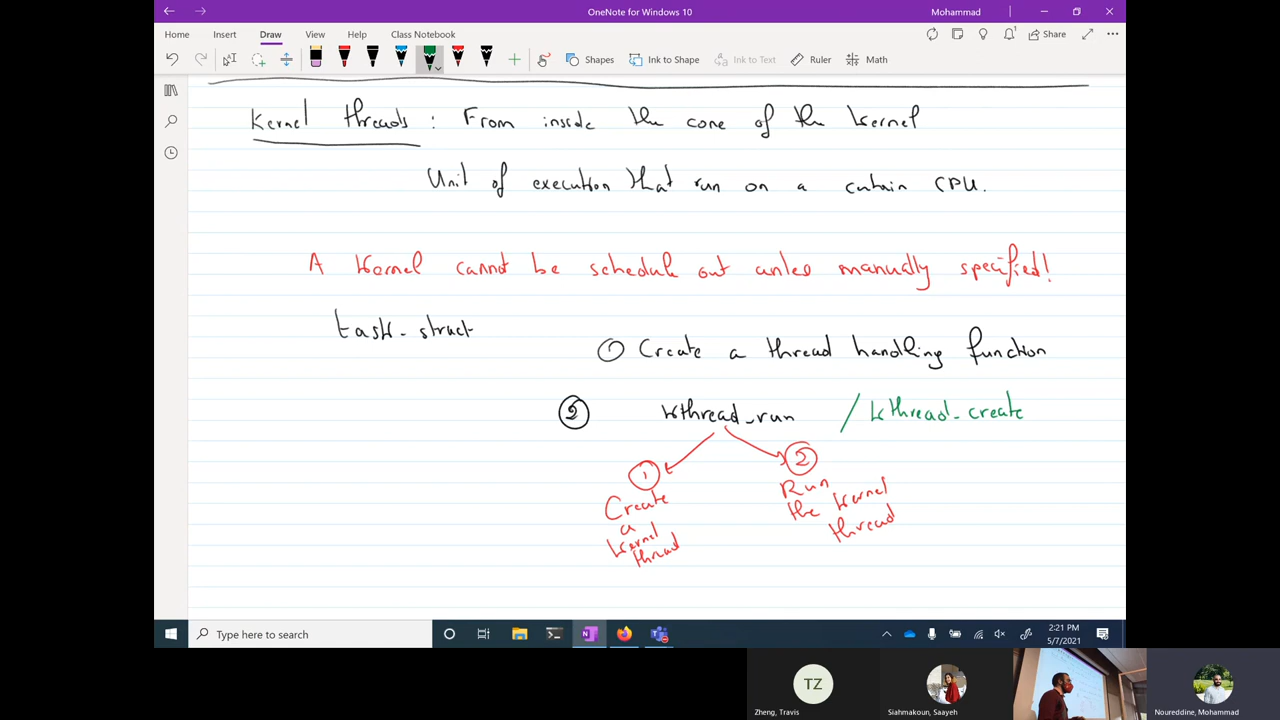 OneNote for Windows 10
Mohammad
Home Insert Draw View Help Class Notebook
Share
Shapes Ink to Shape Ink to Text Ruler Math
Kernel threads : From inside the core of the kernel
Unit of execution that run on a certain CPU.
A kernel cannot be schedule out unless manually specified!
task_struct
① Create a thread handling function
② kthread_run / kthread_create
① Create a kernel thread
② Run the kernel thread
Type here to search
2:21 PM
5/7/2021
TZ
Zheng, Travis
Siahmakoun, Saayeh
Noureddine, Mohammad